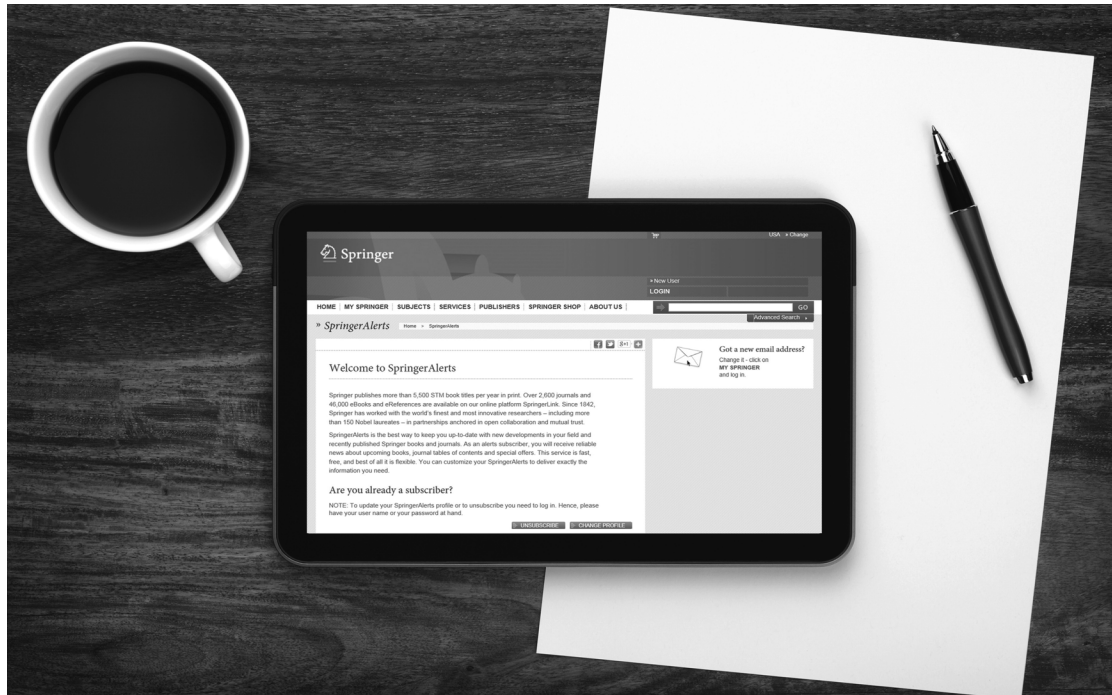 USA » Change
Springer
» New User
LOGIN
HOME | MY SPRINGER | SUBJECTS | SERVICES | PUBLISHERS | SPRINGER SHOP | ABOUT US |
GO
Advanced Search
» SpringerAlerts
Home > SpringerAlerts
Welcome to SpringerAlerts
Springer publishes more than 5,500 STM book titles per year in print. Over 2,600 journals and
46,000 eBooks and eReferences are available on our online platform SpringerLink. Since 1842,
Springer has worked with the world's finest and most innovative researchers – including more
than 150 Nobel laureates – in partnerships anchored in open collaboration and mutual trust.
SpringerAlerts is the best way to keep you up-to-date with new developments in your field and
recently published Springer books and journals. As an alerts subscriber, you will receive reliable
news about upcoming books, journal tables of contents and special offers. This service is fast,
free, and best of all it is flexible. You can customize your SpringerAlerts to deliver exactly the
information you need.
Are you already a subscriber?
NOTE: To update your SpringerAlerts profile or to unsubscribe you need to log in. Hence, please
have your user name or your password at hand.
UNSUBSCRIBE
CHANGE PROFILE
Got a new email address?
Change it - click on
MY SPRINGER
and log in.